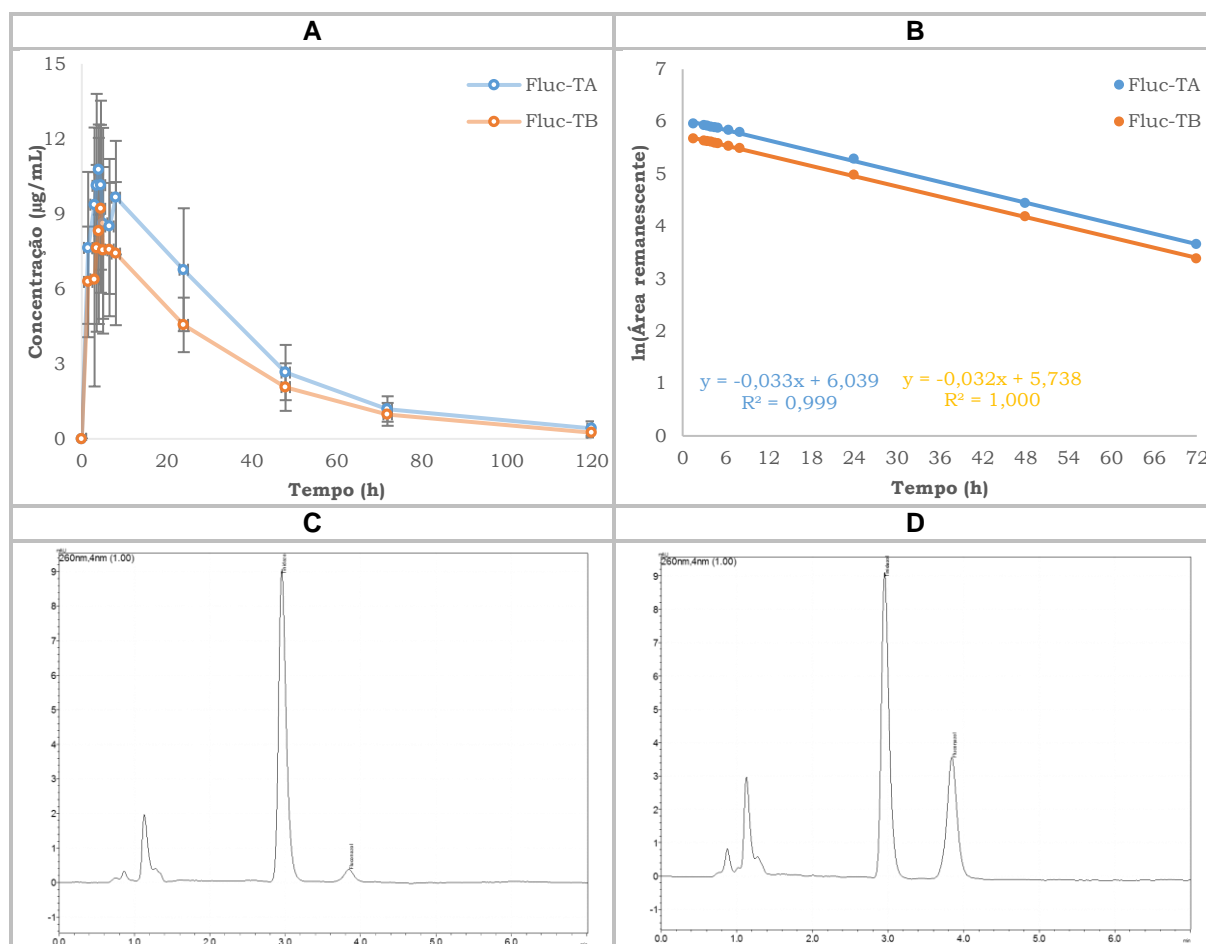 A
B
15
12
9
6
3
0
Concentração (µg/mL)
Fluc-TA
Fluc-TB
0 20 40 60 80 100 120
Tempo (h)
7
6
5
4
3
2
1
0
ln(Área remanescente)
Fluc-TA
Fluc-TB
y = -0,033x + 6,039
R² = 0,999
y = -0,032x + 5,738
R² = 1,000
0 6 12 18 24 30 36 42 48 54 60 66 72
Tempo (h)
C
D
260nm,4nm (1.00)
9
8
7
6
5
4
3
2
1
0
-1
0.0 1.0 2.0 3.0 4.0 5.0 6.0
260nm,4nm (1.00)
9
8
7
6
5
4
3
2
1
0
-1
0.0 1.0 2.0 3.0 4.0 5.0 6.0